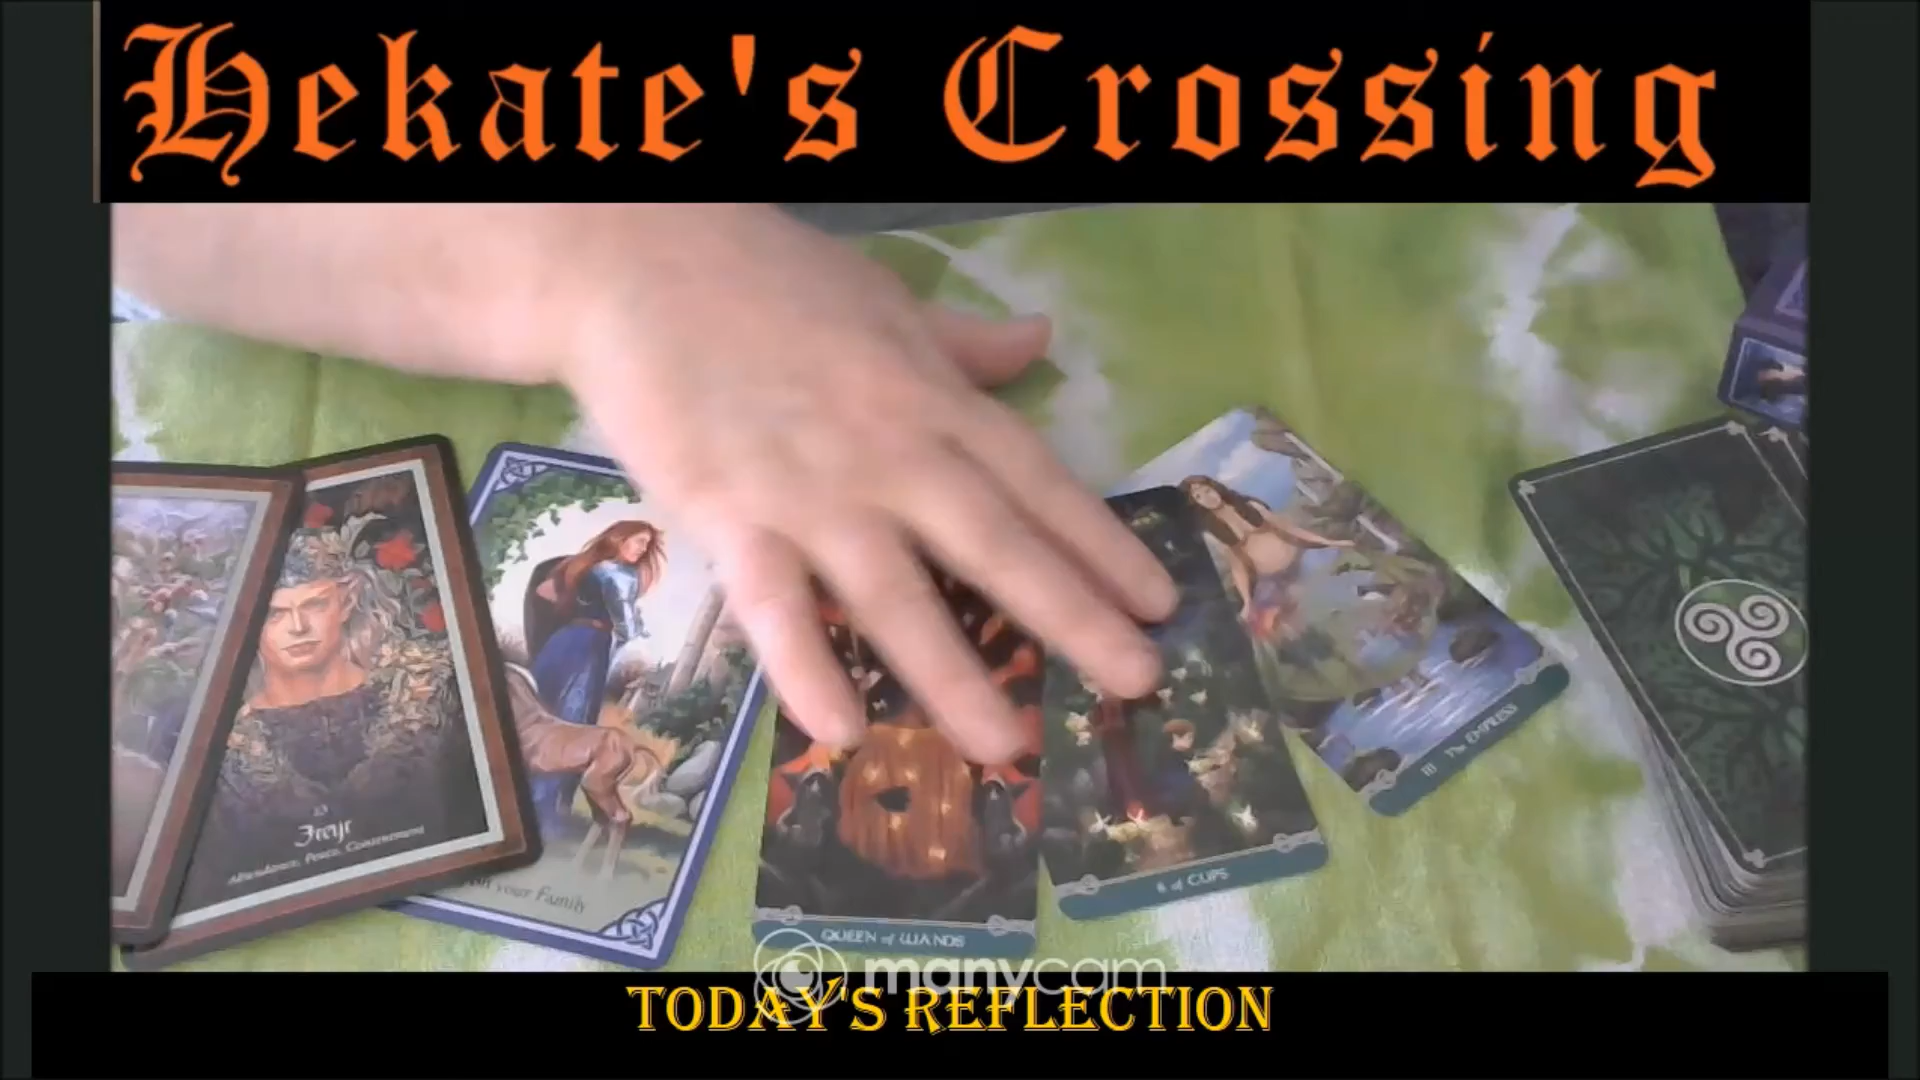 Hekate's Crossing
III The EMPRESS
23
Freyr
Abundance, Peace, Contentment
your Family
6 of CUPS
QUEEN of WANDS
manycam
TODAY'S REFLECTION